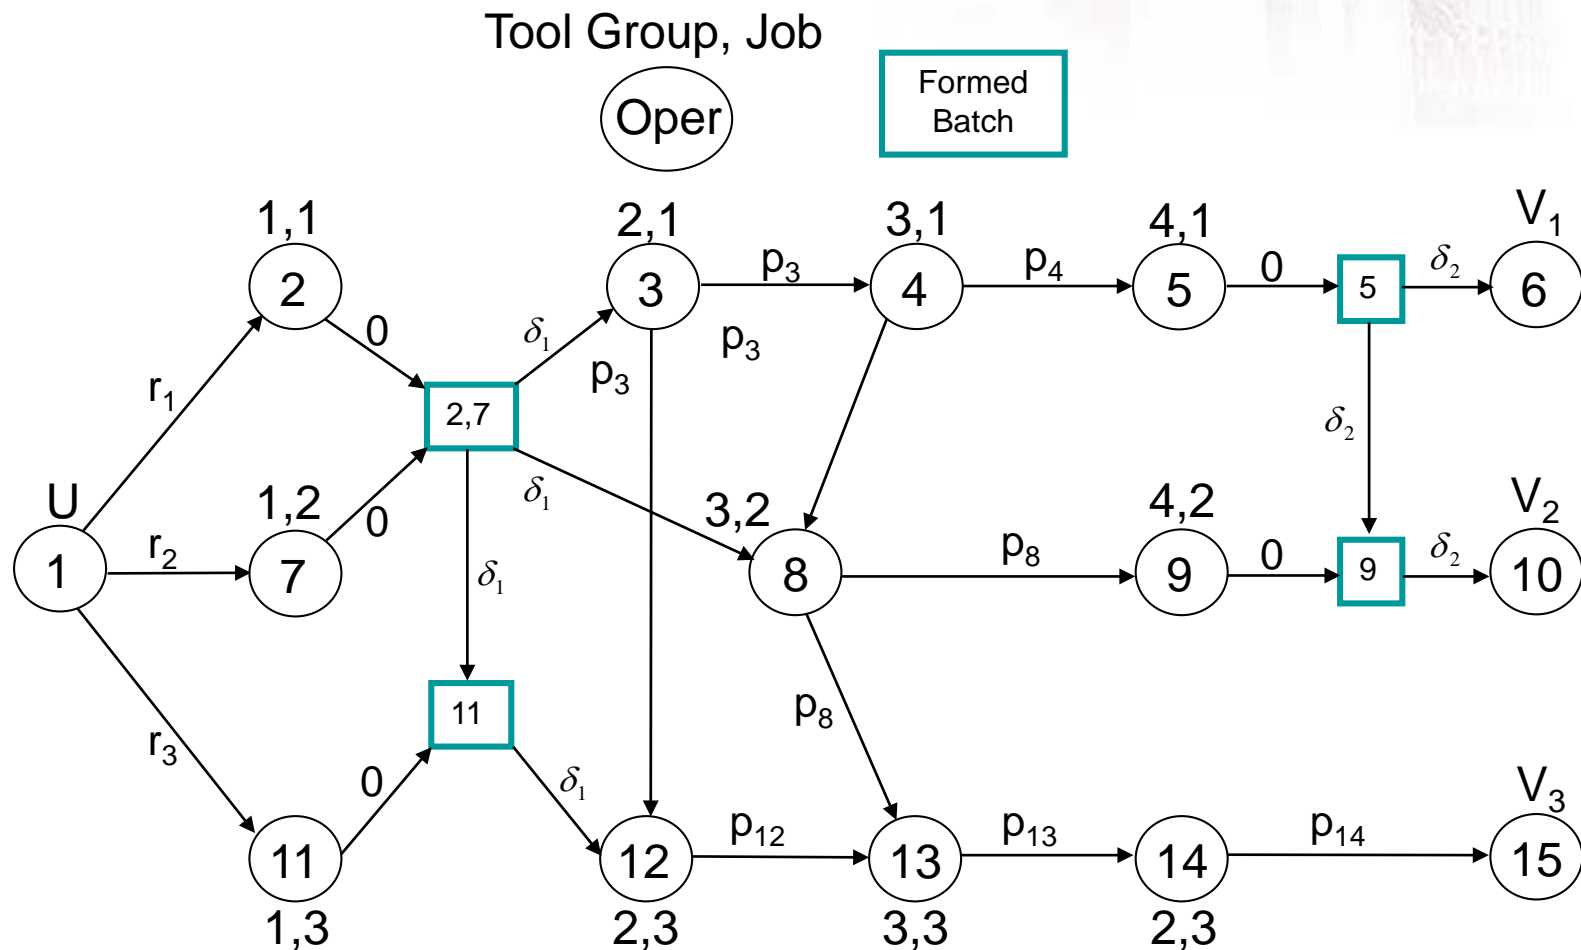 Tool Group, Job
Oper
Formed
Batch
1,1
2,1
3,1
4,1
V₁
2
3
4
5
5
6
0
δ₁
p₃
p₄
0
δ₂
r₁
p₃
p₃
2,7
δ₂
U
1,2
0
δ₁
3,2
4,2
V₂
1
r₂
7
δ₁
8
p₈
9
0
9
δ₂
10
r₃
11
p₈
0
δ₁
V₃
11
12
p₁₂
13
p₁₃
14
p₁₄
15
1,3
2,3
3,3
2,3